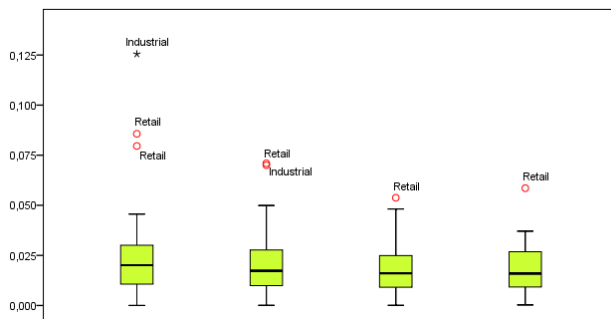 Industrial
0,125
0,100
Retail
Retail
0,075
Retail
Industrial
Retail
Retail
0,050
0,025
0,000